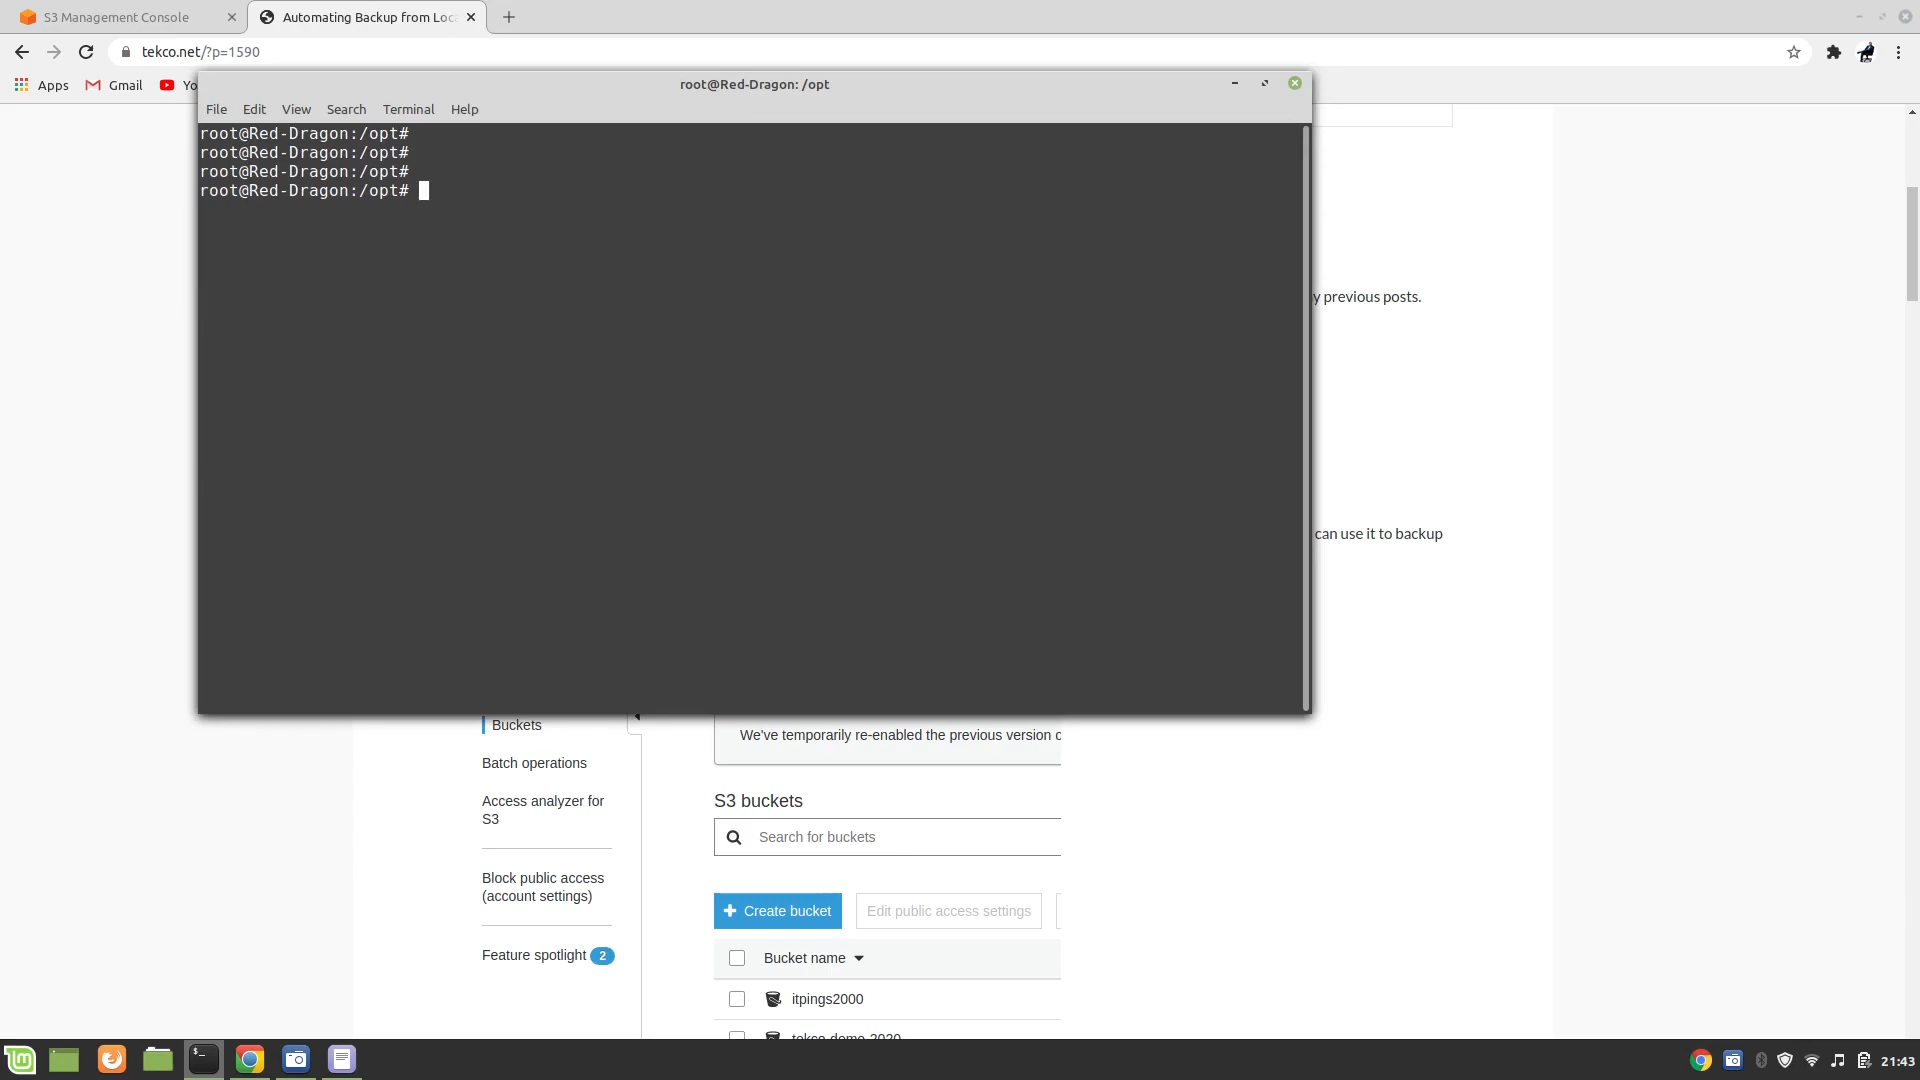 S3 Management Console
Automating Backup from Loc
tekco.net/?p=1590
Apps
Gmail
Yo
root@Red-Dragon: /opt
File Edit View Search Terminal Help
root@Red-Dragon:/opt#
root@Red-Dragon:/opt#
root@Red-Dragon:/opt#
root@Red-Dragon:/opt#
y previous posts.
can use it to backup
Buckets
Batch operations
Access analyzer for
S3
Block public access
(account settings)
Feature spotlight 2
We've temporarily re-enabled the previous version o
S3 buckets
Search for buckets
Create bucket
Edit public access settings
Bucket name
itpings2000
tekco-demo-2020
21:43